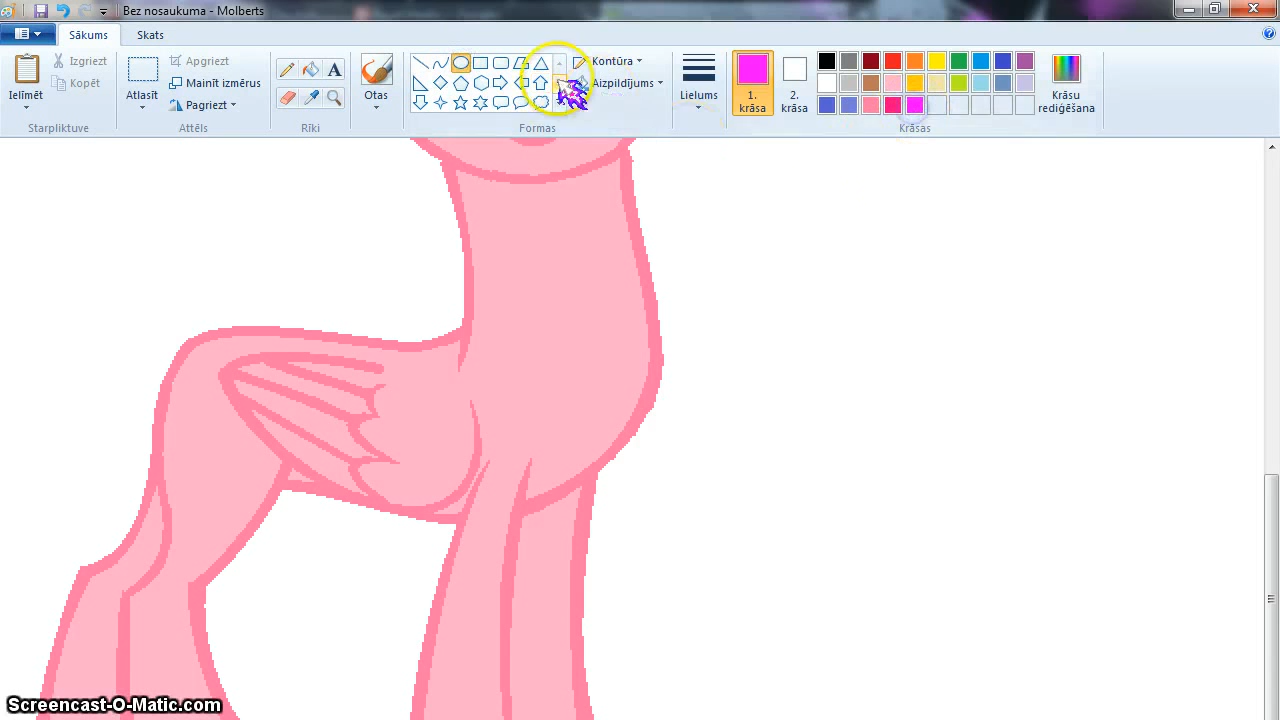 Bez nosaukuma - Molberts
Sākums Skats
Ielīmēt
Izgriezt
Kopēt
Starpliktuve
Atlasīt
Apgriezt
Mainīt izmērus
Pagriezt
Attēls
A
Rīki
Otas
Kontūra
Aizpildījums
Formas
Lielums
1.
krāsa
2.
krāsa
Krāsu
rediģēšana
Krāsas
Screencast-O-Matic.com